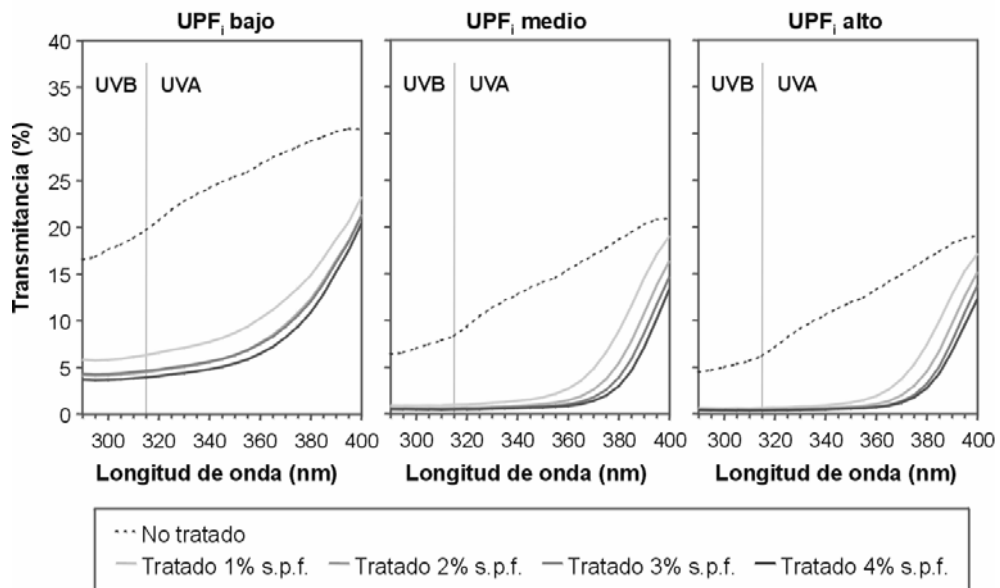 UPFi bajo
UPFi medio
UPFi alto
Transmitancia (%)
40
35
30
25
20
15
10
5
0
UVB UVA
UVB UVA
UVB UVA
300 320 340 360 380 400
300 320 340 360 380 400
300 320 340 360 380 400
Longitud de onda (nm)
Longitud de onda (nm)
Longitud de onda (nm)
No tratado
Tratado 1% s.p.f. Tratado 2% s.p.f. Tratado 3% s.p.f. Tratado 4% s.p.f.